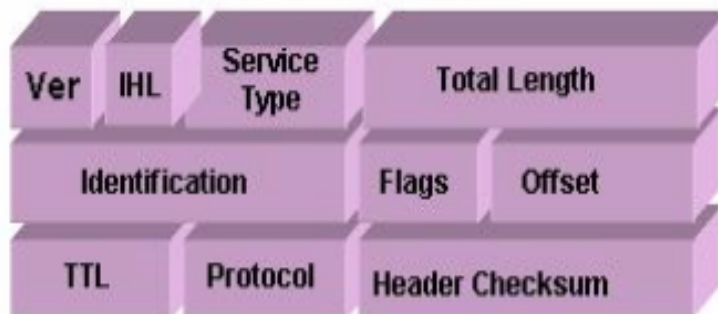 Ver
IHL
Service
Type
Total Length
Identification
Flags
Offset
TTL
Protocol
Header Checksum